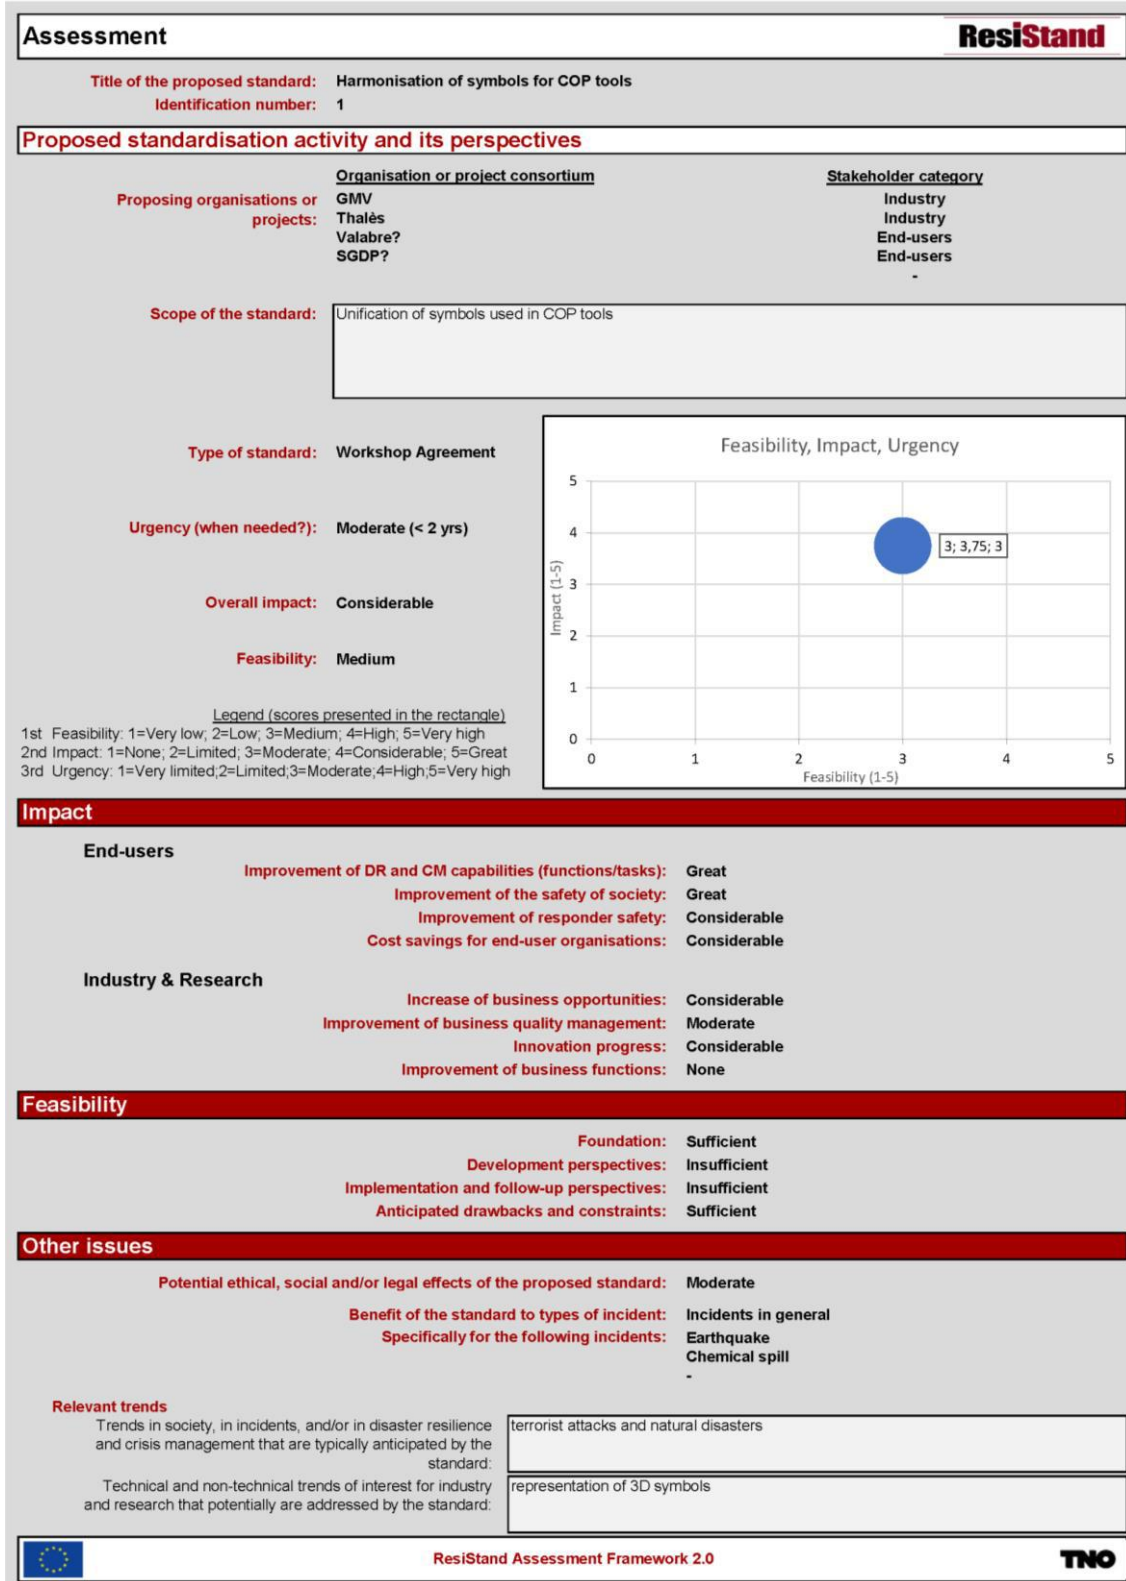 Assessment
ResiStand
Title of the proposed standard: Harmonisation of symbols for COP tools
Identification number: 1
Proposed standardisation activity and its perspectives
Organisation or project consortium Stakeholder category
Proposing organisations or projects:
GMV Industry
Thalès Industry
Valabre? End-users
SGDP? End-users
-
Scope of the standard: Unification of symbols used in COP tools
Type of standard: Workshop Agreement
Urgency (when needed?): Moderate (< 2 yrs)
Overall impact: Considerable
Feasibility: Medium
Legend (scores presented in the rectangle)
1st Feasibility: 1=Very low; 2=Low; 3=Medium; 4=High; 5=Very high
2nd Impact: 1=None; 2=Limited; 3=Moderate; 4=Considerable; 5=Great
3rd Urgency: 1=Very limited;2=Limited;3=Moderate;4=High;5=Very high
Feasibility, Impact, Urgency
5
4
3
2
1
0
Impact (1-5)
3; 3,75; 3
0 1 2 3 4 5
Feasibility (1-5)
Impact
End-users
Improvement of DR and CM capabilities (functions/tasks): Great
Improvement of the safety of society: Great
Improvement of responder safety: Considerable
Cost savings for end-user organisations: Considerable
Industry & Research
Increase of business opportunities: Considerable
Improvement of business quality management: Moderate
Innovation progress: Considerable
Improvement of business functions: None
Feasibility
Foundation: Sufficient
Development perspectives: Insufficient
Implementation and follow-up perspectives: Insufficient
Anticipated drawbacks and constraints: Sufficient
Other issues
Potential ethical, social and/or legal effects of the proposed standard: Moderate
Benefit of the standard to types of incident: Incidents in general
Specifically for the following incidents: Earthquake
Chemical spill
-
Relevant trends
Trends in society, in incidents, and/or in disaster resilience
and crisis management that are typically anticipated by the
standard:
terrorist attacks and natural disasters
Technical and non-technical trends of interest for industry
and research that potentially are addressed by the standard:
representation of 3D symbols
ResiStand Assessment Framework 2.0
TNO